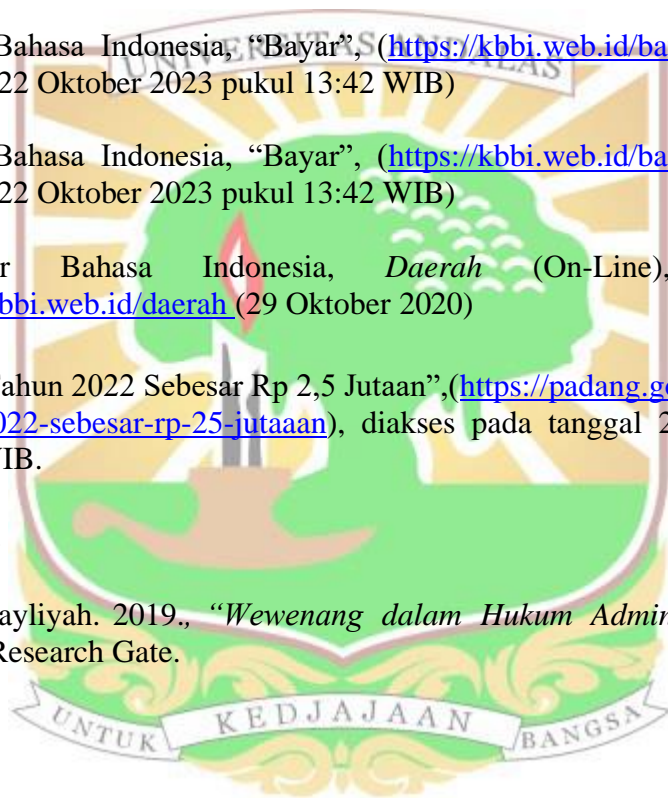 Bahasa Indonesia, “Bayar”, (https://kbbi.web.id/ba
UNIVERSITAS ANDALAS
22 Oktober 2023 pukul 13:42 WIB)
Bahasa Indonesia, “Bayar”, (https://kbbi.web.id/ba
22 Oktober 2023 pukul 13:42 WIB)
r Bahasa Indonesia, Daerah (On-Line),
bbi.web.id/daerah (29 Oktober 2020)
Tahun 2022 Sebesar Rp 2,5 Jutaan”,(https://padang.go
022-sebesar-rp-25-jutaaan), diakses pada tanggal 2
WIB.
ayliyah. 2019., “Wewenang dalam Hukum Admin
Research Gate.
UNTUK KEDJAJAAN BANGSA